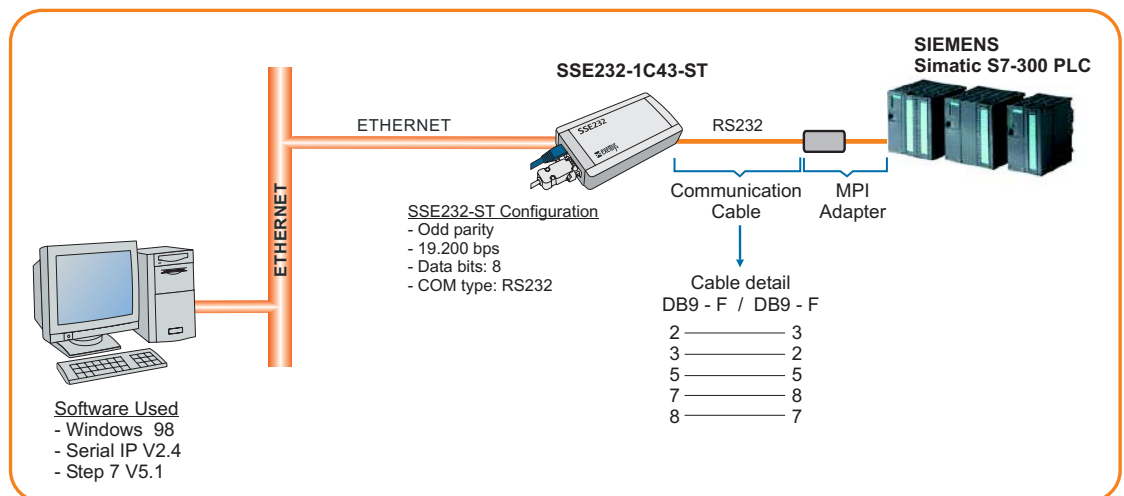 SIEMENS
Simatic S7-300 PLC
SSE232-1C43-ST
ETHERNET
SSE232
exemys
RS232
ETHERNET
Communication
Cable
MPI
Adapter
SSE232-ST Configuration
- Odd parity
- 19.200 bps
- Data bits: 8
- COM type: RS232
Cable detail
DB9 - F / DB9 - F
2 3
3 2
5 5
7 8
8 7
Software Used
- Windows 98
- Serial IP V2.4
- Step 7 V5.1